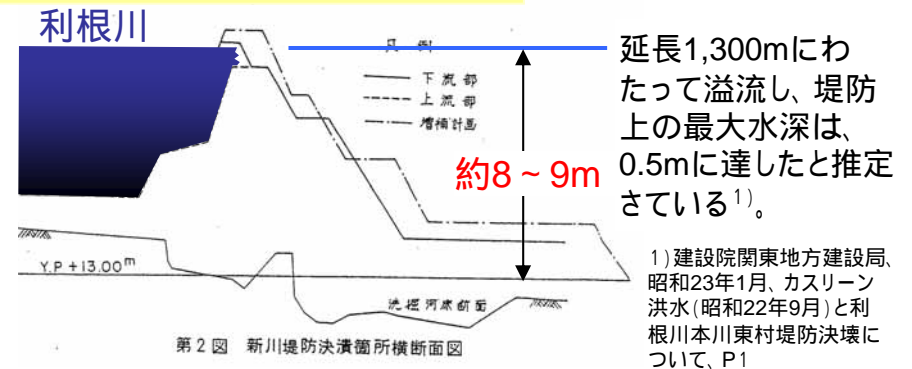 利根川
凡 例
下流部
上流部
増補計画
約8~9m
Y.P +13.00m
洗掘河床断面
第2図 新川堤防決潰箇所横断面図
延長1,300mにわ
たって溢流し、堤防
上の最大水深は、
0.5mに達したと推定
さている1)。
1)建設院関東地方建設局、
昭和23年1月、カスリーン
洪水(昭和22年9月)と利
根川本川東村堤防決壊に
ついて、P1